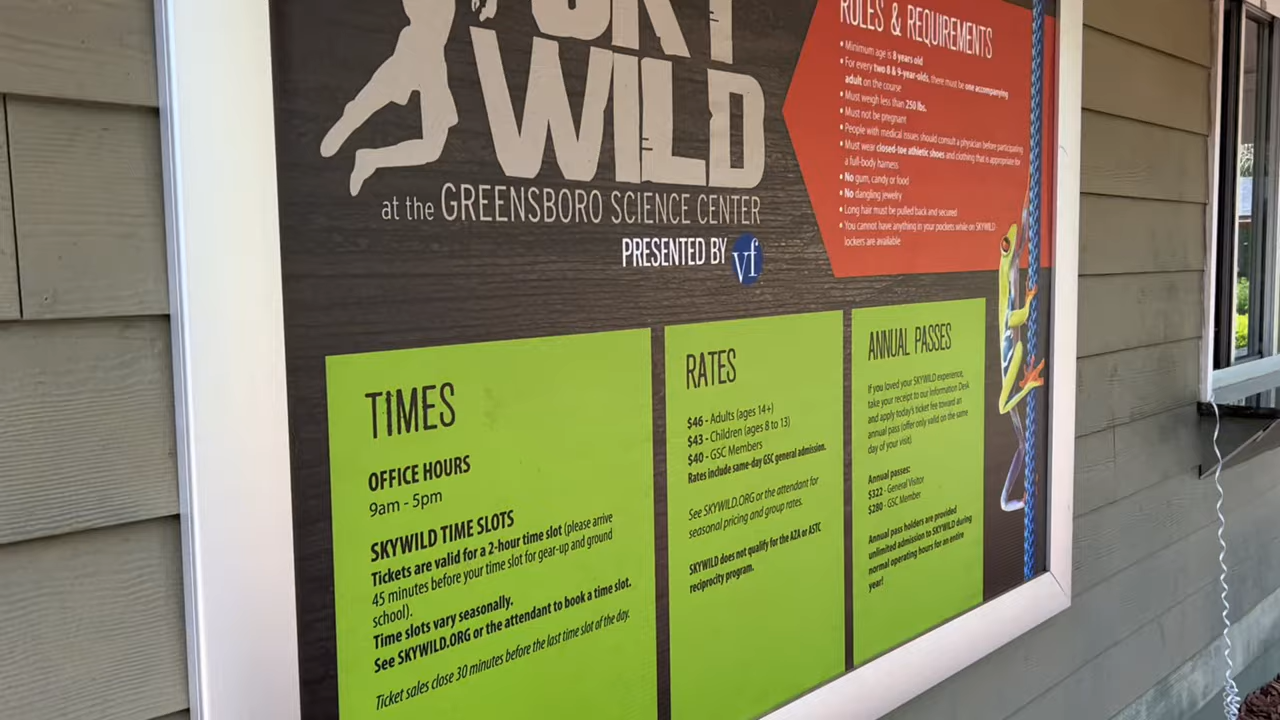 SKY
WILD
at the GREENSBORO SCIENCE CENTER
PRESENTED BY vf
RULES & REQUIREMENTS
• Minimum age is 8 years old
• For every two 8 & 9-year-olds, there must be one accompanying
adult on the course
• Must weigh less than 250 lbs.
• Must not be pregnant
• People with medical issues should consult a physician before participating
• Must wear closed-toe athletic shoes and clothing that is appropriate for
a full-body harness
• No gum, candy or food
• No dangling jewelry
• Long hair must be pulled back and secured
• You cannot have anything in your pockets while on SKYWILD -
lockers are available
TIMES
OFFICE HOURS
9am - 5pm
SKYWILD TIME SLOTS
Tickets are valid for a 2-hour time slot (please arrive
45 minutes before your time slot for gear-up and ground
school).
Time slots vary seasonally.
See SKYWILD.ORG or the attendant to book a time slot.
Ticket sales close 30 minutes before the last time slot of the day.
RATES
$46 - Adults (ages 14+)
$43 - Children (ages 8 to 13)
$40 - GSC Members
Rates include same-day GSC general admission.
See SKYWILD.ORG or the attendant for
seasonal pricing and group rates.
SKYWILD does not qualify for the AZA or ASTC
reciprocity program.
ANNUAL PASSES
If you loved your SKYWILD experience,
take your receipt to our Information Desk
and apply today's ticket fee toward an
annual pass (offer only valid on the same
day of your visit).
Annual passes:
$322 - General Visitor
$280 - GSC Member
Annual pass holders are provided
unlimited admission to SKYWILD during
normal operating hours for an entire
year!